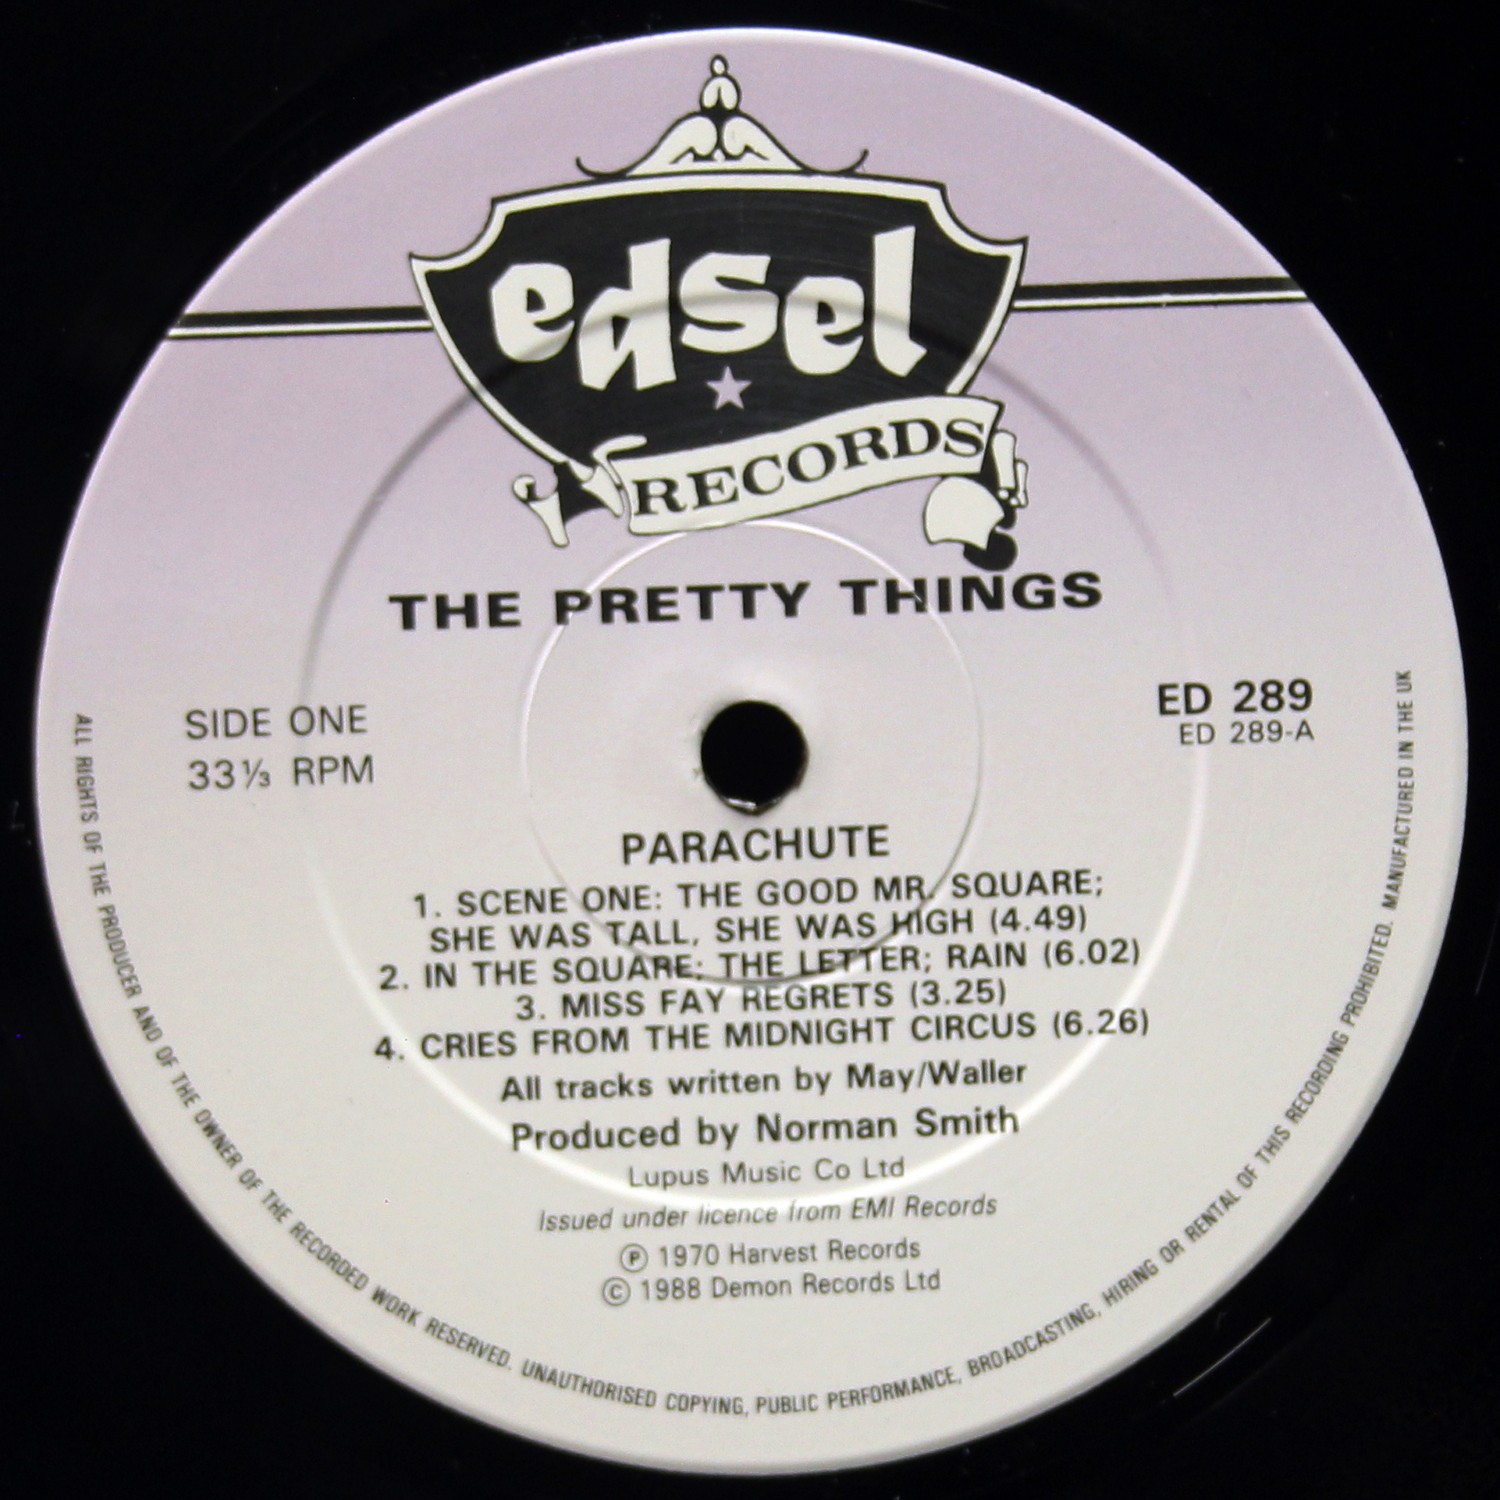 edsel
RECORDS
THE PRETTY THINGS
SIDE ONE
33⅓ RPM
ED 289
ED 289-A
PARACHUTE
1. SCENE ONE: THE GOOD MR. SQUARE;
SHE WAS TALL, SHE WAS HIGH (4.49)
2. IN THE SQUARE; THE LETTER; RAIN (6.02)
3. MISS FAY REGRETS (3.25)
4. CRIES FROM THE MIDNIGHT CIRCUS (6.26)
All tracks written by May/Waller
Produced by Norman Smith
Lupus Music Co Ltd
Issued under licence from EMI Records
Ⓟ 1970 Harvest Records
© 1988 Demon Records Ltd
ALL RIGHTS OF THE PRODUCER AND OF THE OWNER OF THE RECORDED WORK RESERVED. UNAUTHORISED COPYING, PUBLIC PERFORMANCE, BROADCASTING, HIRING OR RENTAL OF THIS RECORDING PROHIBITED. MANUFACTURED IN THE UK